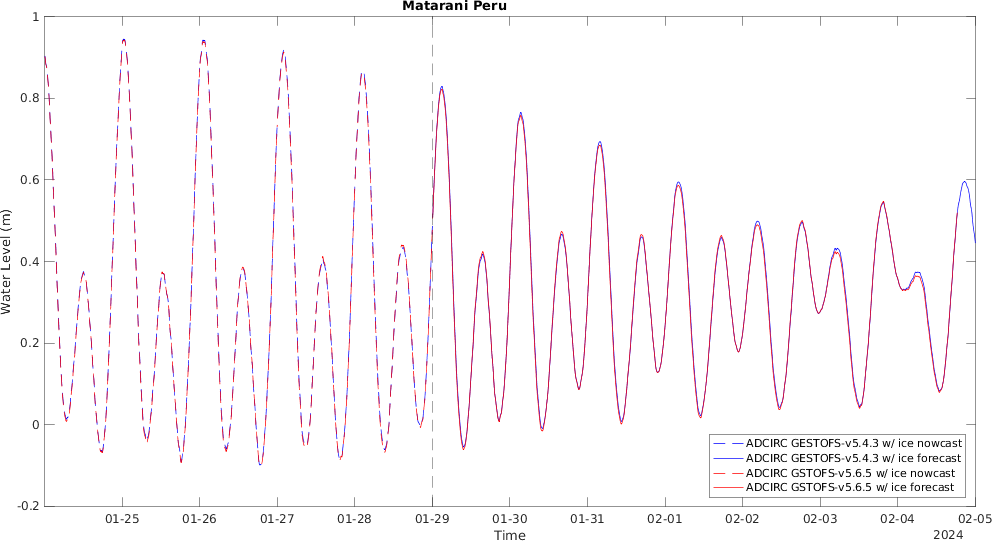 Matarani Peru
1
0.8
0.6
0.4
0.2
0
-0.2
Water Level (m)
ADCIRC GESTOFS-v5.4.3 w/ ice nowcast
ADCIRC GESTOFS-v5.4.3 w/ ice forecast
ADCIRC GSTOFS-v5.6.5 w/ ice nowcast
ADCIRC GSTOFS-v5.6.5 w/ ice forecast
01-25 01-26 01-27 01-28 01-29 01-30 01-31 02-01 02-02 02-03 02-04 02-05
Time
2024